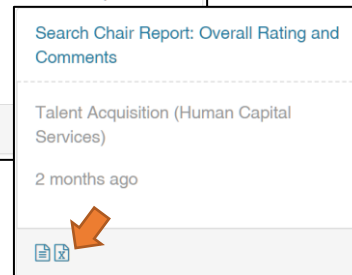 Search Chair Report: Overall Rating and
Comments
Talent Acquisition (Human Capital
Services)
2 months ago